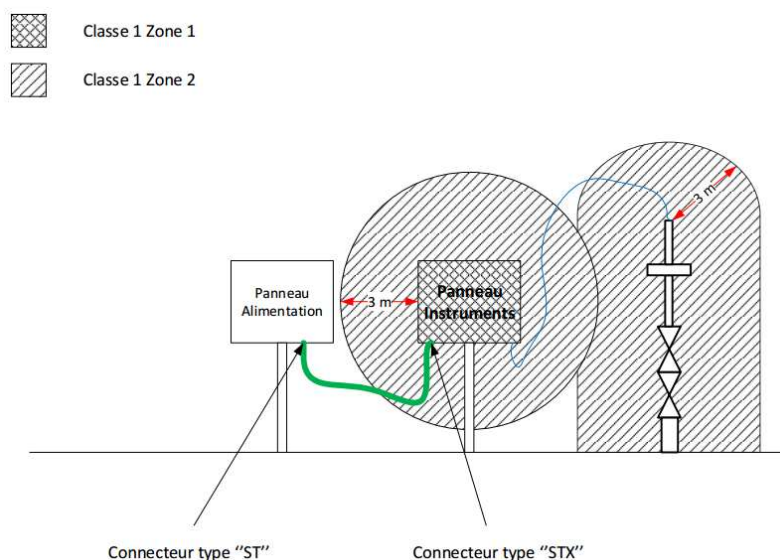 Classe 1 Zone 1
Classe 1 Zone 2
3 m
Panneau
Alimentation
3 m
Panneau
Instruments
Connecteur type ‘’ST’’
Connecteur type ‘’STX’’